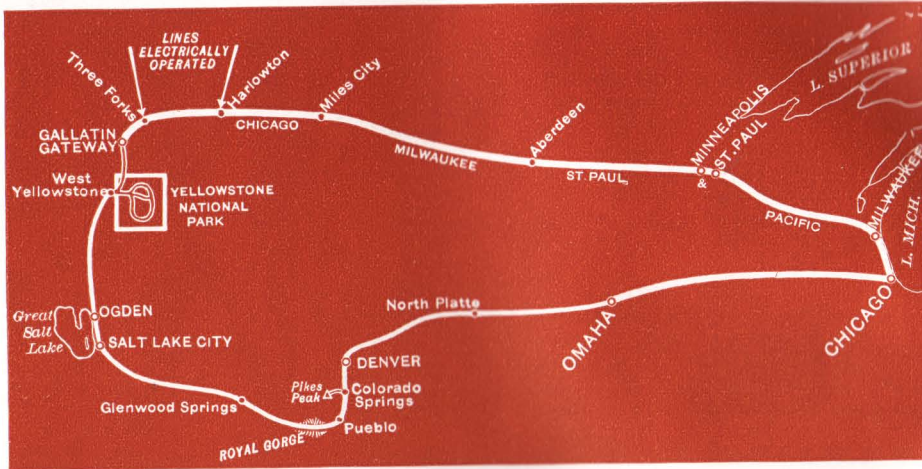 LINES
ELECTRICALLY
OPERATED
Three Forks
Harlowton
Miles City
CHICAGO
GALLATIN
GATEWAY
MILWAUKEE
Aberdeen
ST. PAUL
MINNEAPOLIS
&
ST. PAUL
L. SUPERIOR
West
Yellowstone
YELLOWSTONE
NATIONAL
PARK
PACIFIC
MILWAUKEE
L. MICH.
CHICAGO
Great
Salt
Lake
OGDEN
SALT LAKE CITY
North Platte
OMAHA
DENVER
Pikes
Peak
Colorado
Springs
Glenwood Springs
Pueblo
ROYAL GORGE